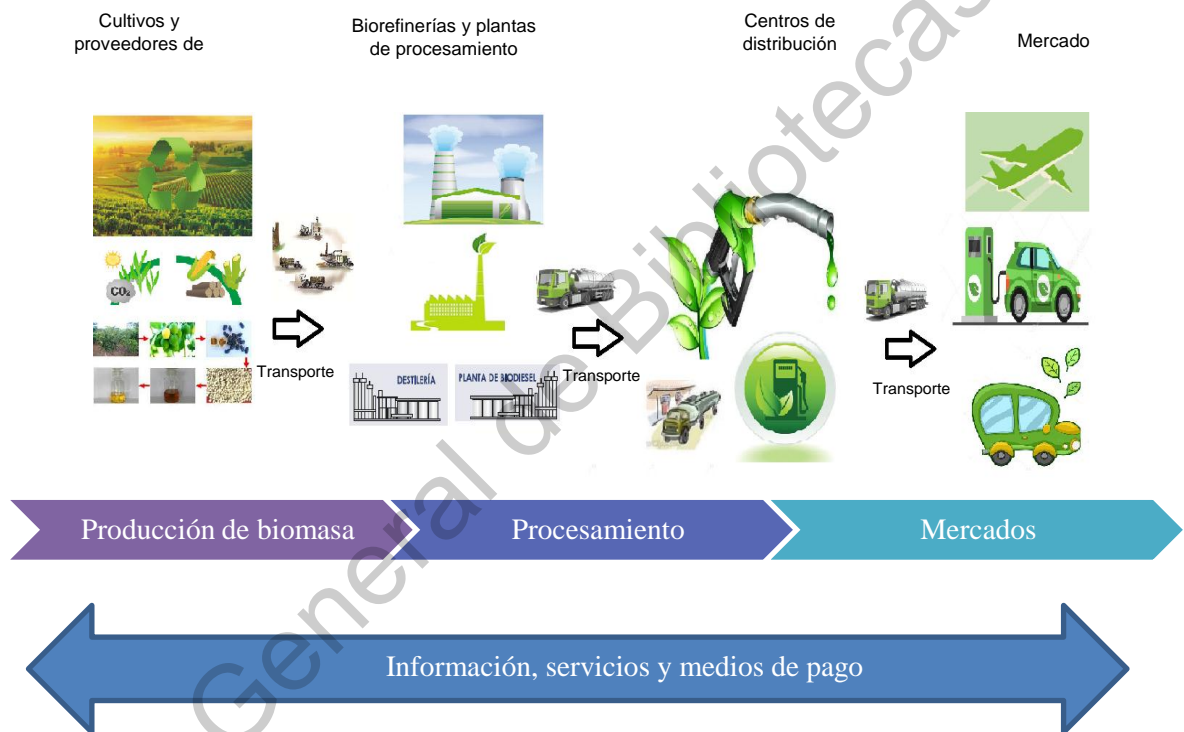 Cultivos y
proveedores de
Biorefinerías y plantas
de procesamiento
Centros de
distribución
Mercado
CO₂
Transporte
DESTILERÍA
PLANTA DE BIODIESEL
Transporte
Transporte
Producción de biomasa
Procesamiento
Mercados
Información, servicios y medios de pago
General de Bibliotecas